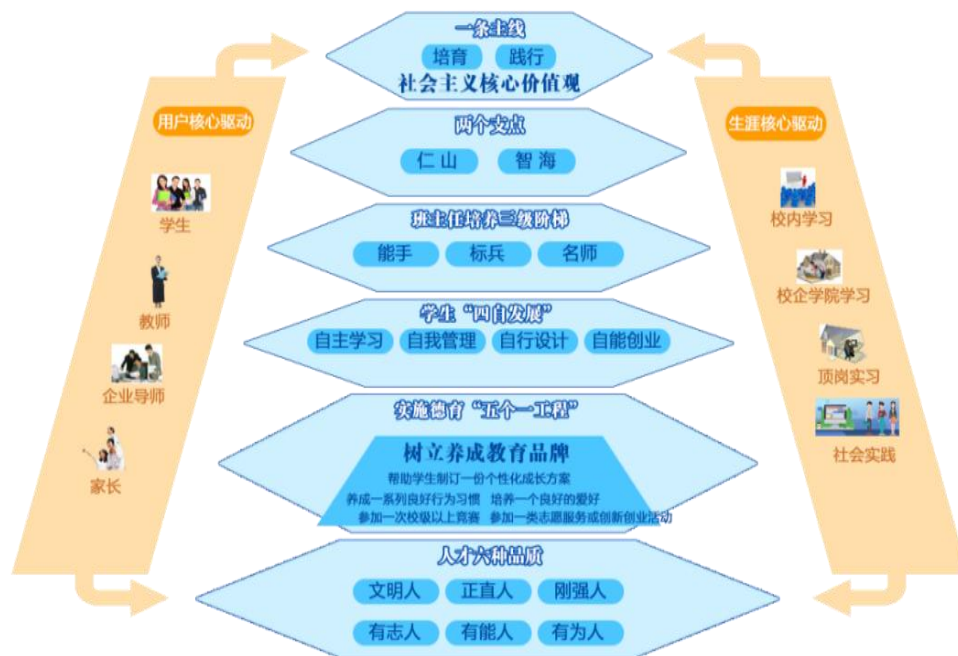 一条主线
培育 践行
社会主义核心价值观
用户核心驱动
学生
教师
企业导师
家长
两个支点
仁山 智海
班主任培养三级阶梯
能手 标兵 名师
学生“四自发展”
自主学习 自我管理 自行设计 自能创业
实施德育“五个一工程”
树立养成教育品牌
帮助学生制订一份个性化成长方案
养成一系列良好行为习惯 培养一个良好的爱好
参加一次校级以上竞赛 参加一类志愿服务或创新创业活动
人才六种品质
文明人 正直人 刚强人
有志人 有能人 有为人
生涯核心驱动
校内学习
校企学院学习
顶岗实习
社会实践